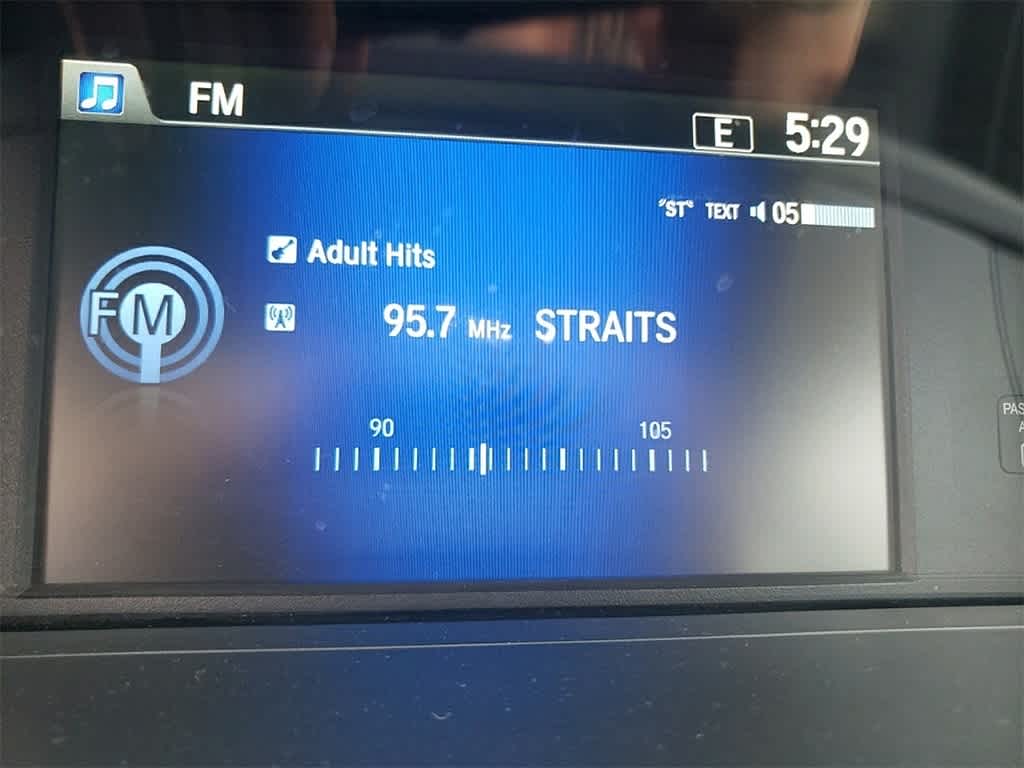 FM
E 5:29
"ST" TEXT 05
Adult Hits
FM
95.7 MHz STRAITS
90 105
PAS
A